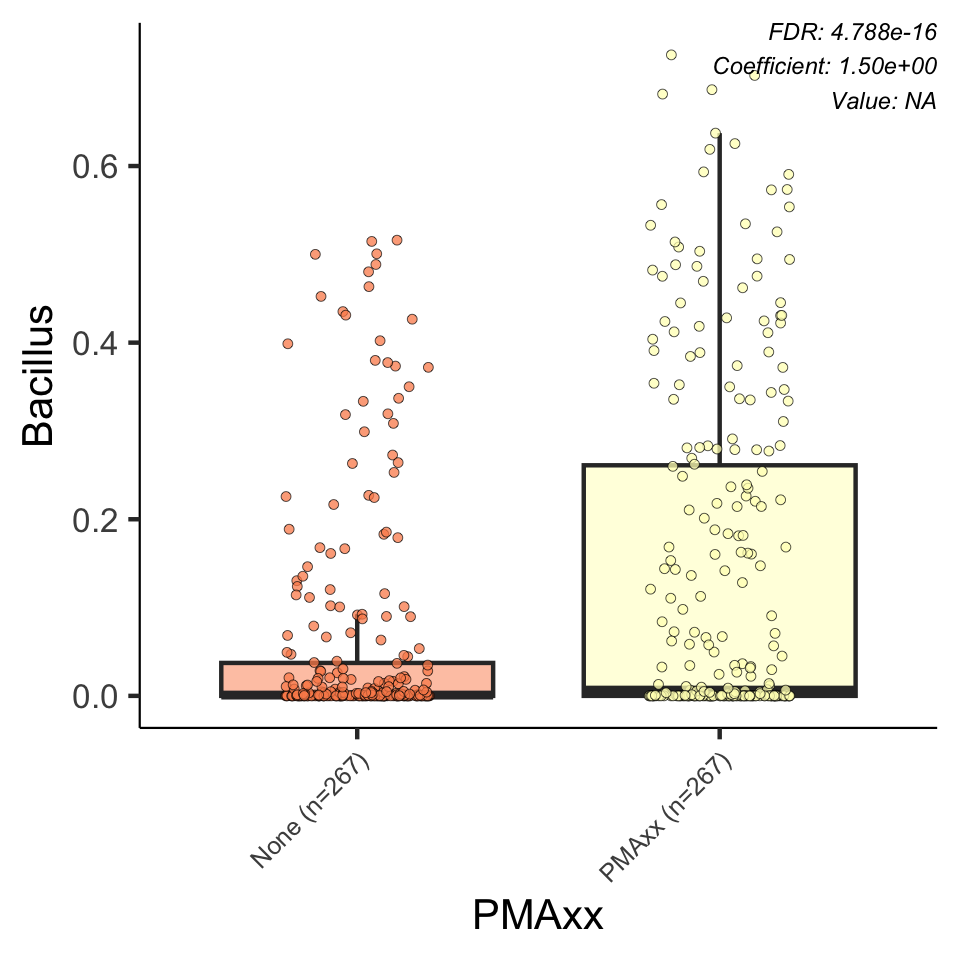 FDR: 4.788e-16
Coefficient: 1.50e+00
Value: NA
Bacillus
0.6
0.4
0.2
0.0
None (n=267)
PMAxx (n=267)
PMAxx